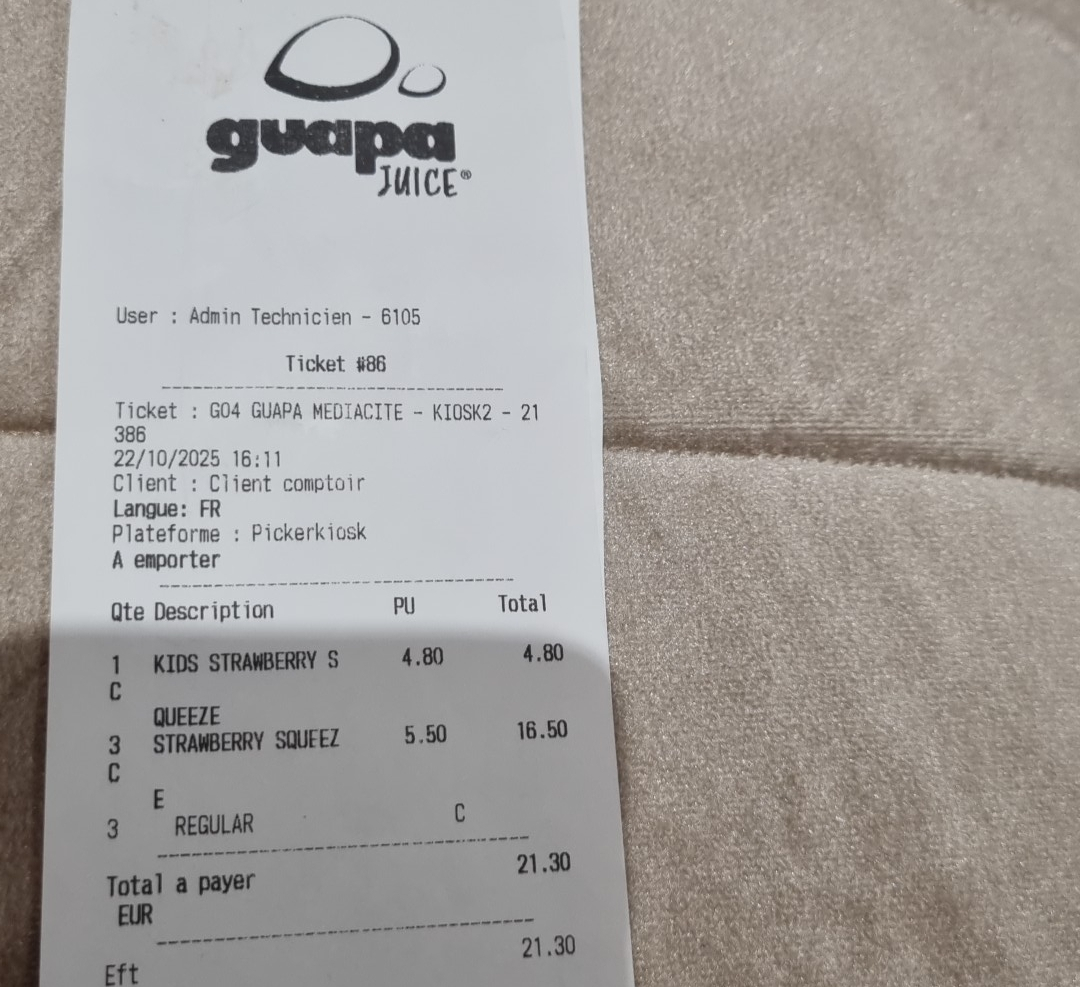 guapa
JUICE®
User : Admin Technicien - 6105
Ticket #86
Ticket : G04 GUAPA MEDIACITE - KIOSK2 - 21
386
22/10/2025 16:11
Client : Client comptoir
Langue: FR
Plateforme : Pickerkiosk
A emporter
Qte Description PU Total
1 KIDS STRAWBERRY S 4.80 4.80
C
QUEEZE
3 STRAWBERRY SQUEEZ 5.50 16.50
C
E
3 REGULAR C
Total a payer 21.30
EUR
Eft 21.30